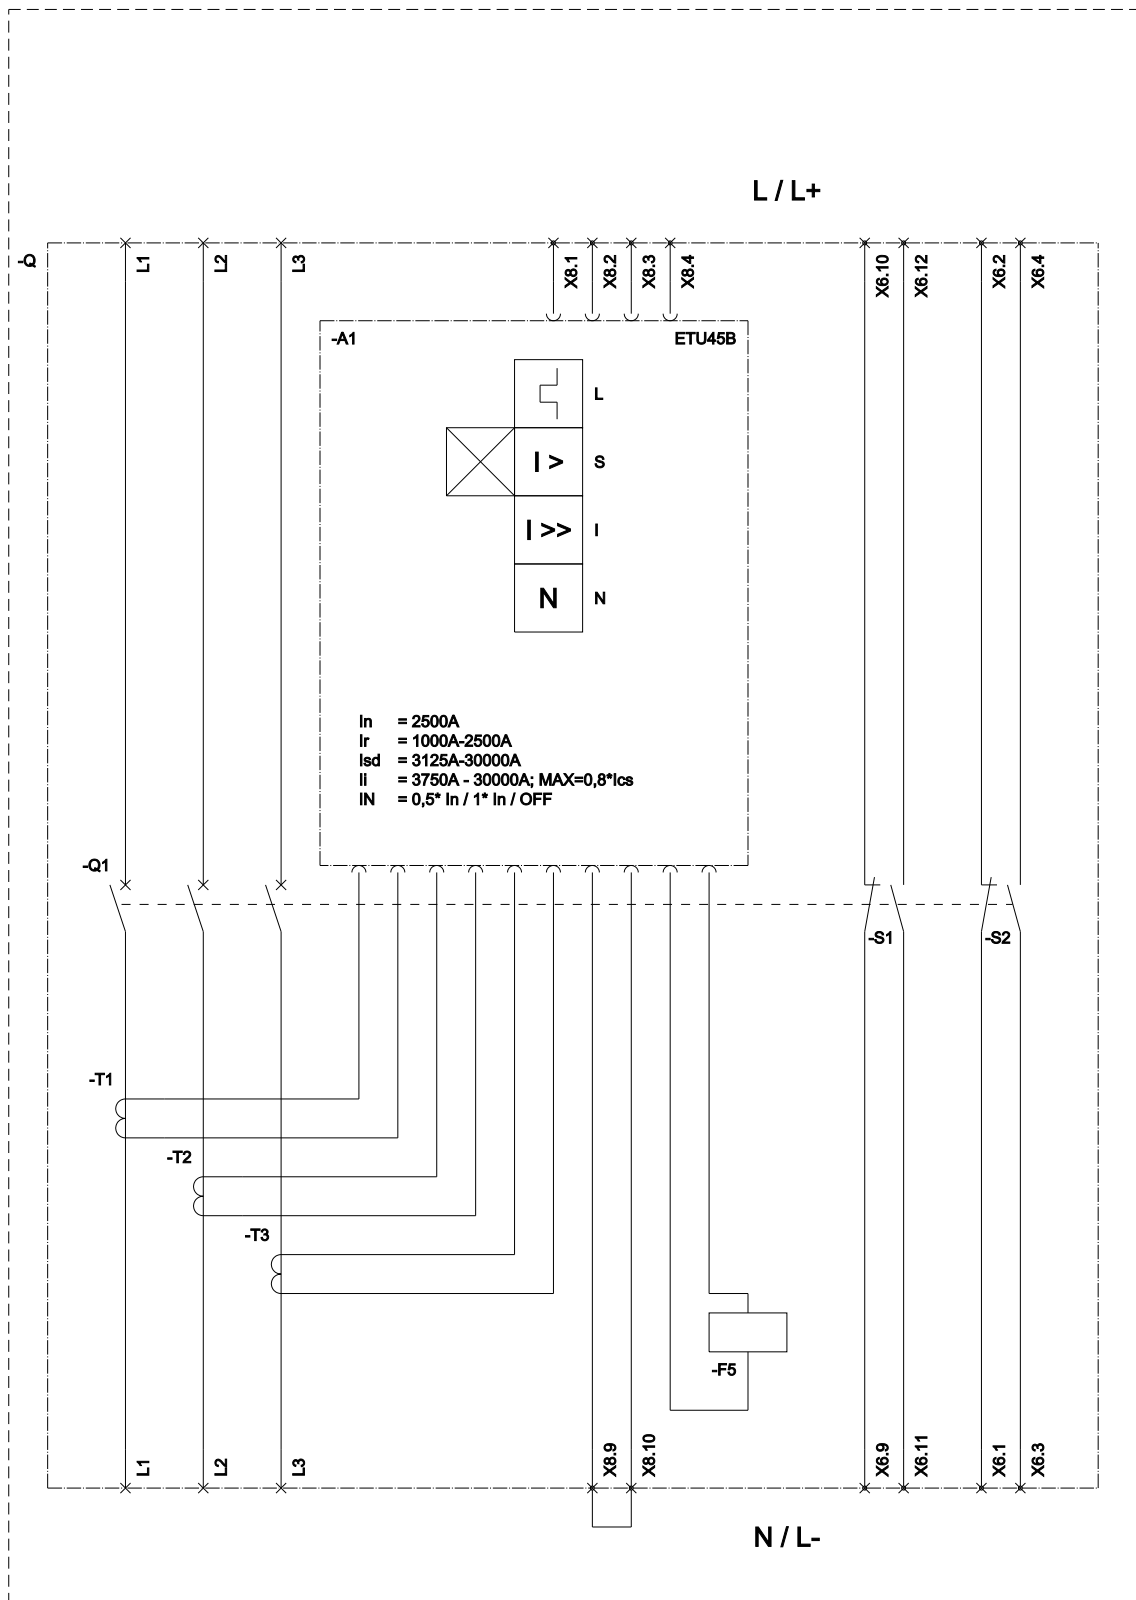 L / L+
-Q
L1
L2
L3
X8.1
X8.2
X8.3
X8.4
X6.10
X6.12
X6.2
X6.4
-A1
ETU45B
L
I >
S
I >>
I
N
N
In = 2500A
Ir = 1000A-2500A
Isd = 3125A-30000A
Ii = 3750A - 30000A; MAX=0,8*Ics
IN = 0,5* In / 1* In / OFF
-Q1
-S1
-S2
-T1
-T2
-T3
-F5
L1
L2
L3
X8.9
X8.10
X6.9
X6.11
X6.1
X6.3
N / L-